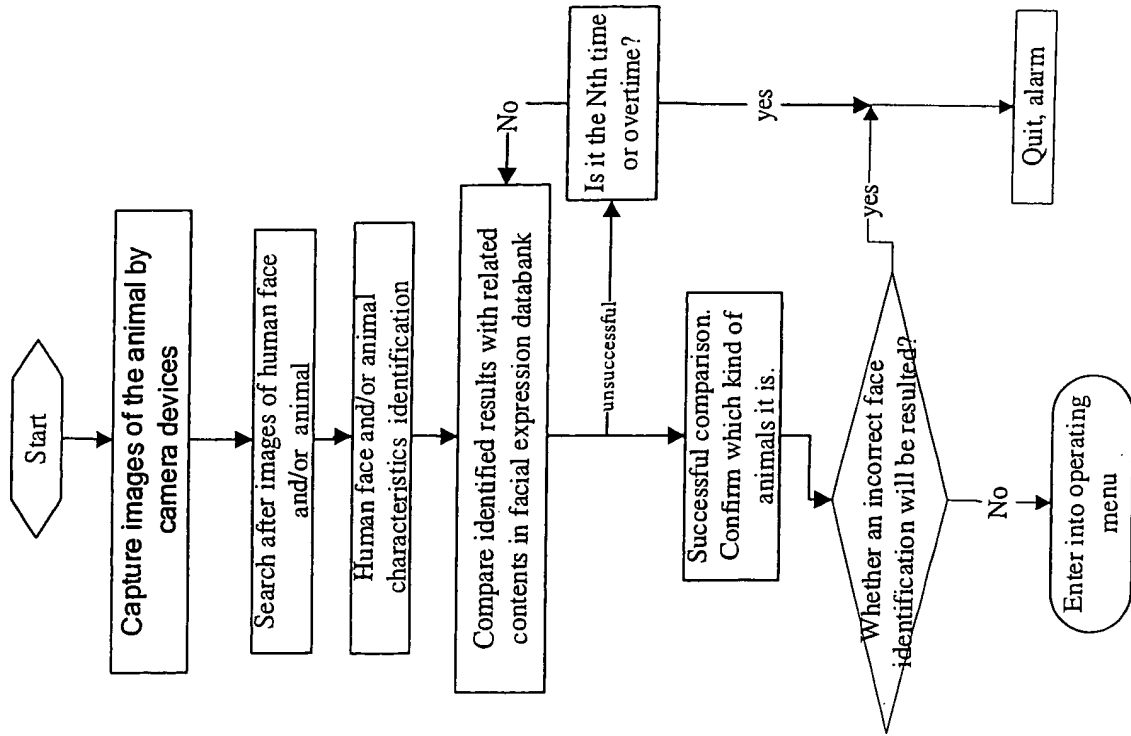 Start
Capture images of the animal by
camera devices
Search after images of human face
and/or animal
Human face and/or animal
characteristics identification
Compare identified results with related
contents in facial expression databank
No
Is it the Nth time
or overtime?
unsuccessful
yes
Successful comparison.
Confirm which kind of
animals it is.
Whether an incorrect face
identification will be resulted?
yes
Quit, alarm
No
Enter into operating
menu